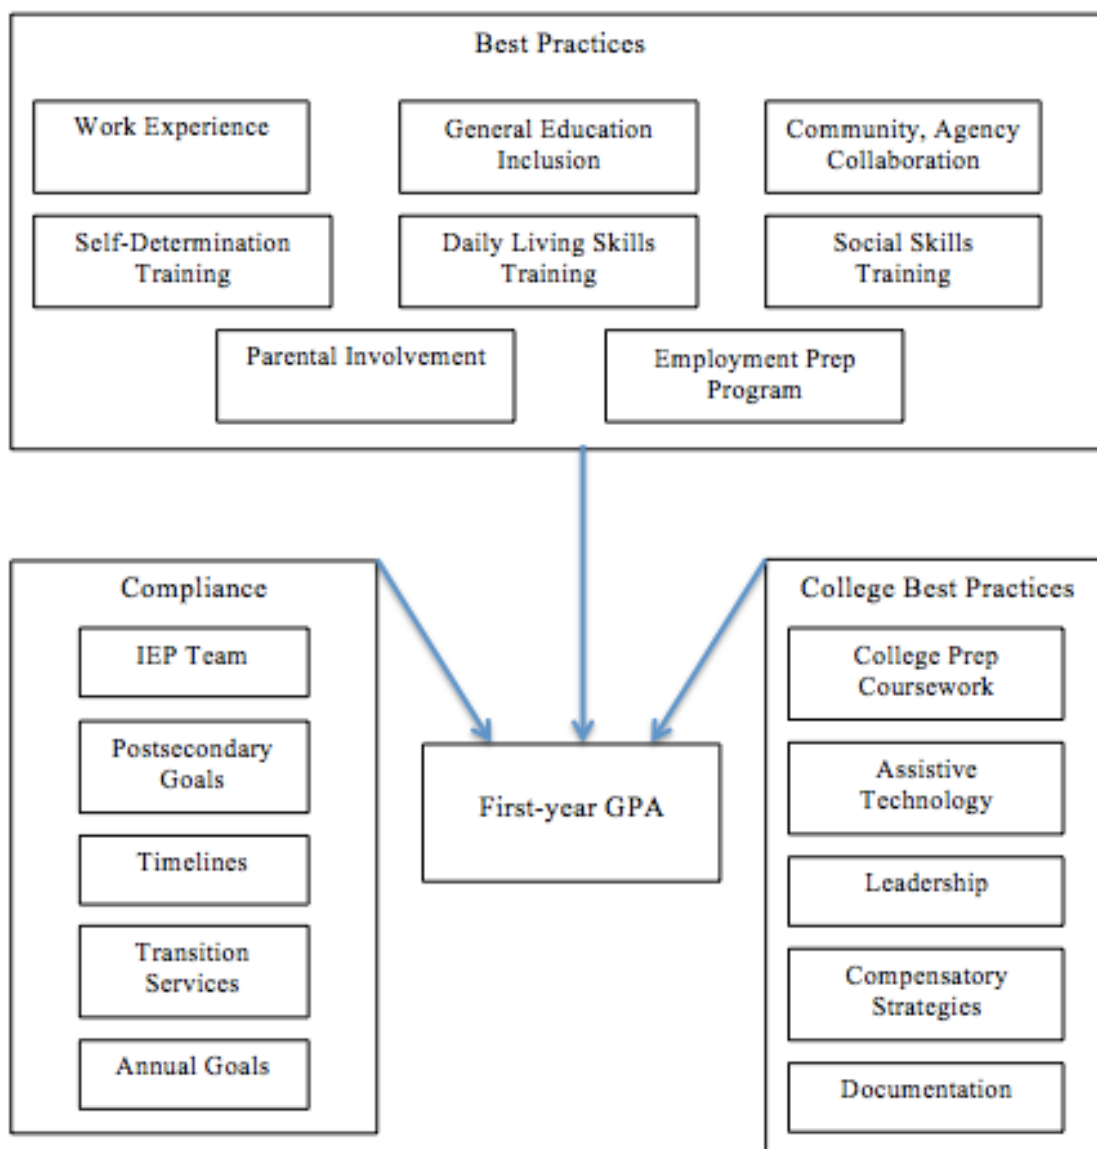 Best Practices
Work Experience
General Education
Inclusion
Community, Agency
Collaboration
Self-Determination
Training
Daily Living Skills
Training
Social Skills
Training
Parental Involvement
Employment Prep
Program
Compliance
IEP Team
Postsecondary
Goals
Timelines
Transition
Services
Annual Goals
First-year GPA
College Best Practices
College Prep
Coursework
Assistive
Technology
Leadership
Compensatory
Strategies
Documentation